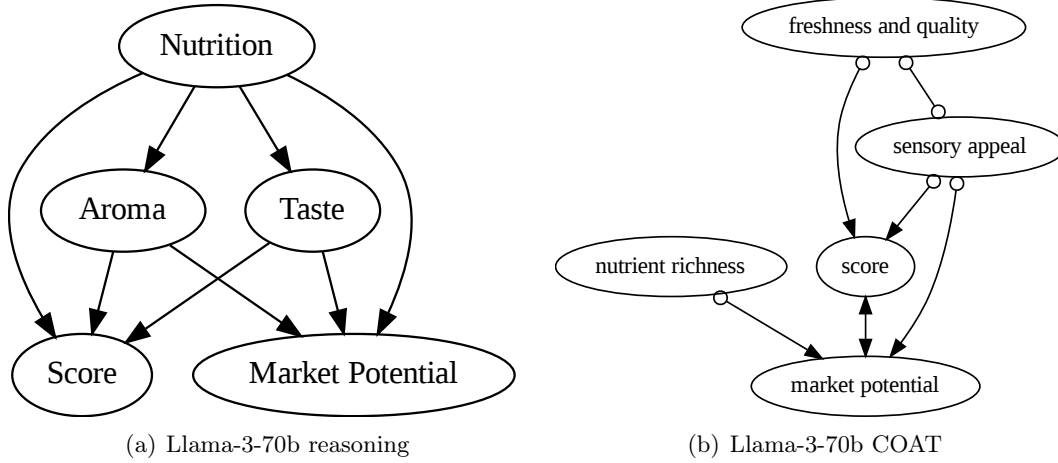 Nutrition
Aroma
Taste
Score
Market Potential
(a) Llama-3-70b reasoning
freshness and quality
sensory appeal
nutrient richness
score
market potential
(b) Llama-3-70b COAT